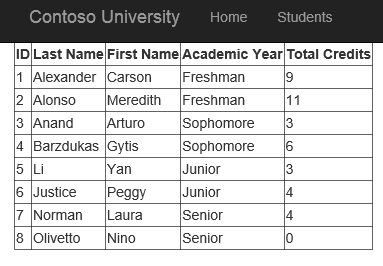 Contoso University Home Students
ID Last Name First Name Academic Year Total Credits
1 Alexander Carson Freshman 9
2 Alonso Meredith Freshman 11
3 Anand Arturo Sophomore 3
4 Barzdukas Gytis Sophomore 6
5 Li Yan Junior 3
6 Justice Peggy Junior 4
7 Norman Laura Senior 4
8 Olivetto Nino Senior 0